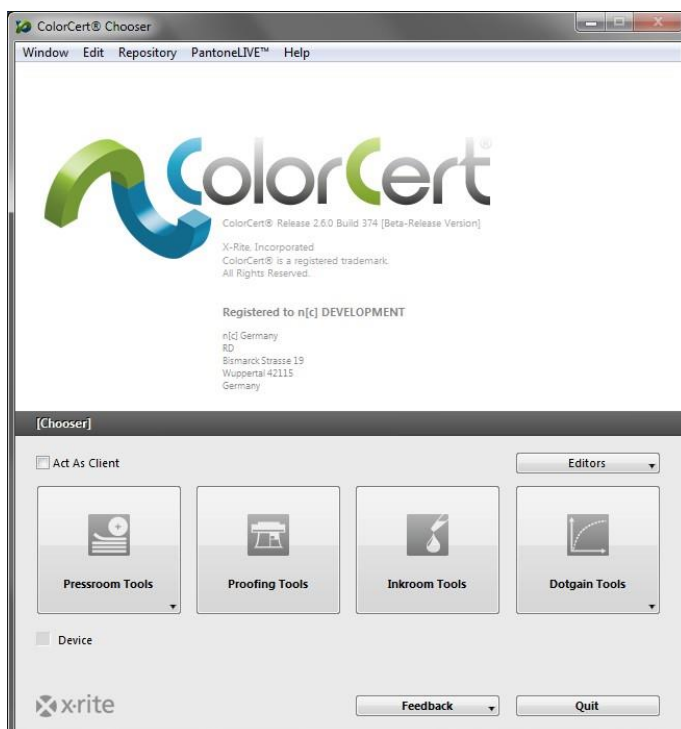 ColorCert® Chooser
Window Edit Repository PantoneLIVE™ Help
ColorCert®
ColorCert® Release 2.6.0 Build 374 [Beta-Release Version]
X-Rite, Incorporated
ColorCert® is a registered trademark.
All Rights Reserved.
Registered to n[c] DEVELOPMENT
n[c] Germany
RD
Bismarck Strasse 19
Wuppertal 42115
Germany
[Chooser]
Act As Client
Editors
Pressroom Tools
Proofing Tools
Inkroom Tools
Dotgain Tools
Device
x·rite
Feedback
Quit